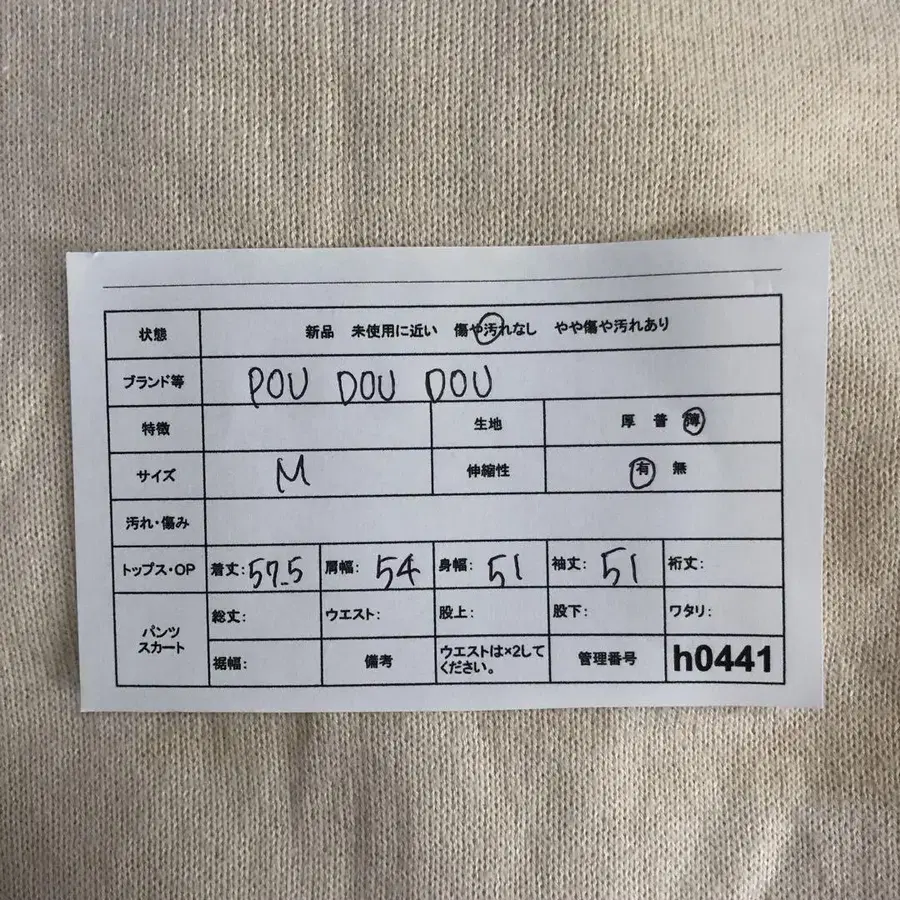 状態 新品 未使用に近い 傷や汚れなし やや傷や汚れあり
ブランド等 POU DOU DOU
特徴 生地 厚 普 薄
サイズ M 伸縮性 有 無
汚れ・傷み
トップス・OP 着丈:57.5 肩幅: 54 身幅: 51 袖丈: 51 裄丈:
パンツ スカート
総丈: ウエスト: 股上: 股下: ワタリ:
裾幅: 備考 ウエストは×2して
ください。 管理番号 h0441